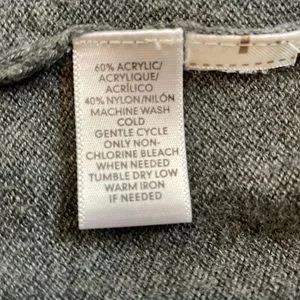 60% ACRYLIC/
ACRYLIQUE/
ACRÍLICO
40% NYLON/NILÓN
MACHINE WASH
COLD
GENTLE CYCLE
ONLY NON-
CHLORINE BLEACH
WHEN NEEDED
TUMBLE DRY LOW
WARM IRON
IF NEEDED